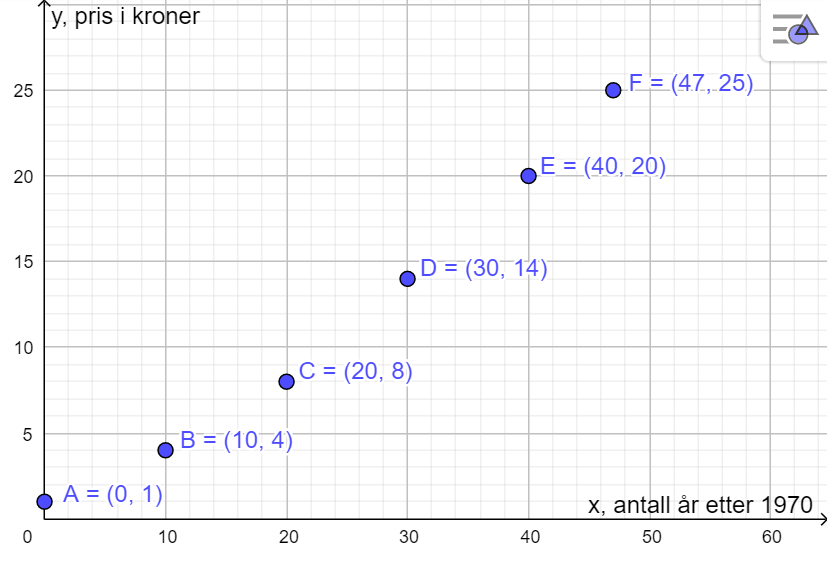 y, pris i kroner
25
F = (47, 25)
20
E = (40, 20)
15
D = (30, 14)
10
C = (20, 8)
5
B = (10, 4)
A = (0, 1)
x, antall år etter 1970
0 10 20 30 40 50 60